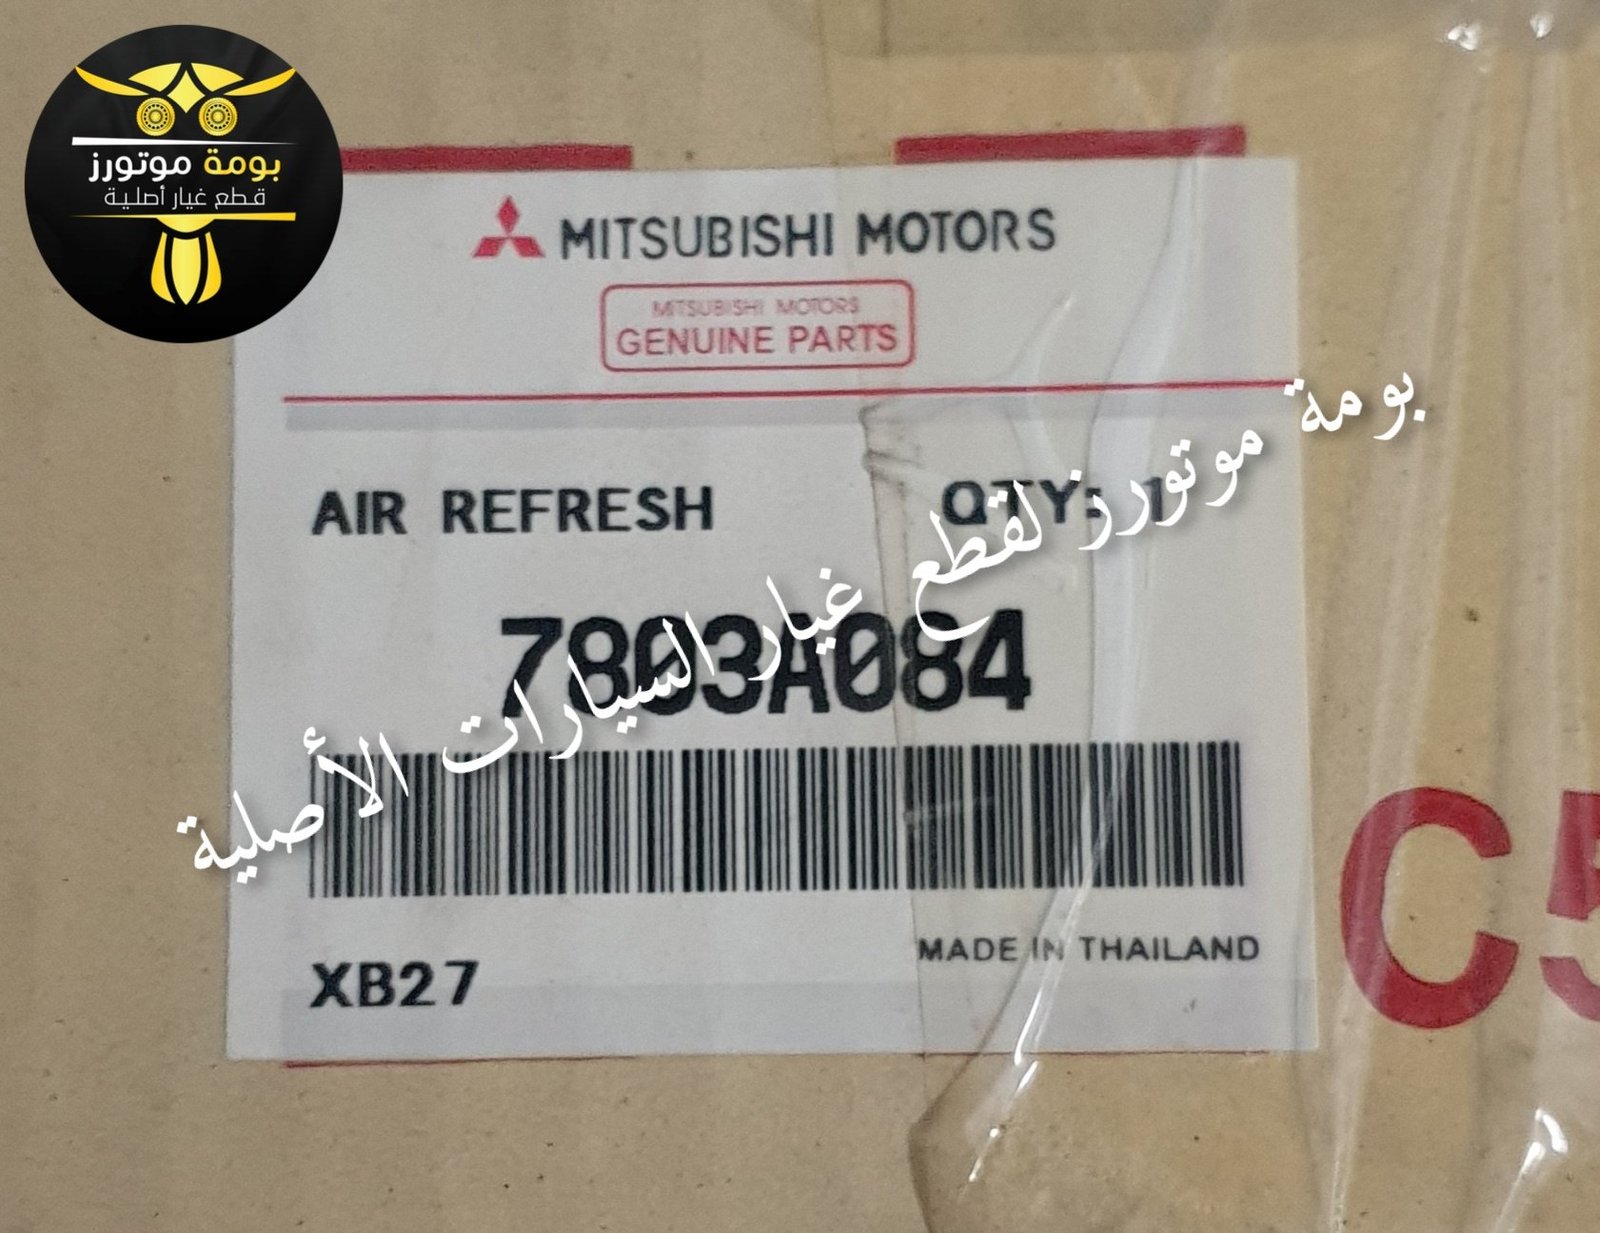 بومة موتورز
قطع غيار أصلية
MITSUBISHI MOTORS
MITSUBISHI MOTORS
GENUINE PARTS
AIR REFRESH
QTY: 1
7803A084
بومة موتورز لقطع غيار السيارات الأصلية
XB27
MADE IN THAILAND
C5